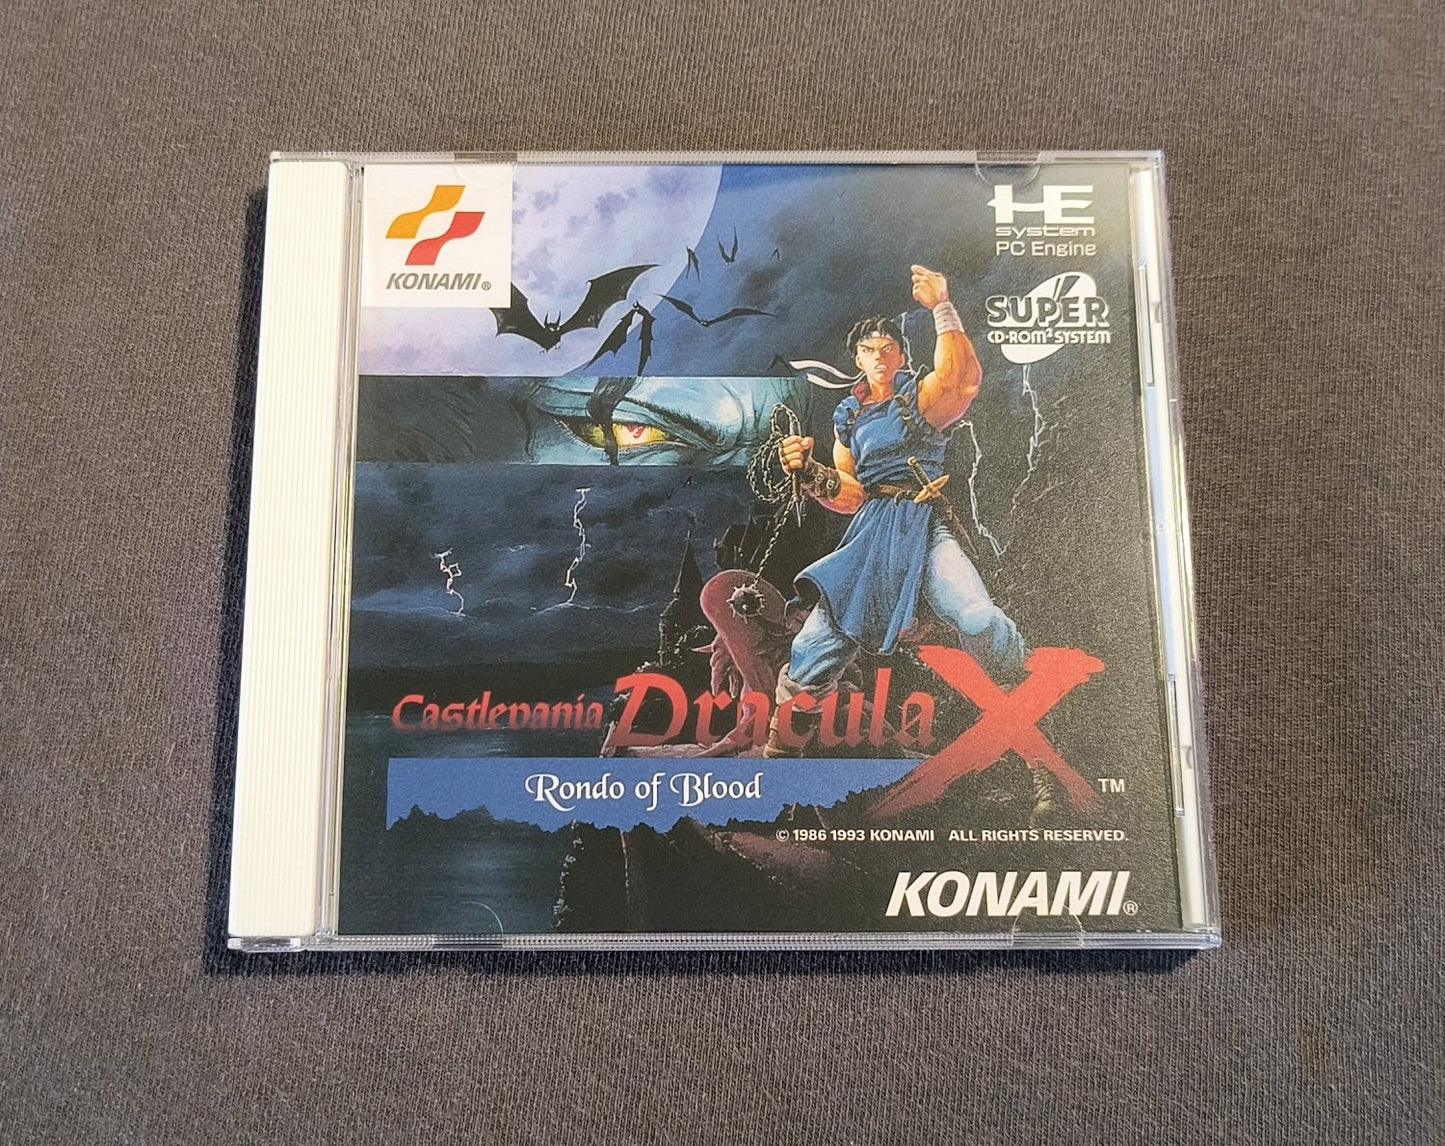 KONAMI®
HE
system
PC Engine
SUPER
CD-ROM² SYSTEM
Castlevania Dracula X
Rondo of Blood
TM
© 1986 1993 KONAMI ALL RIGHTS RESERVED.
KONAMI®